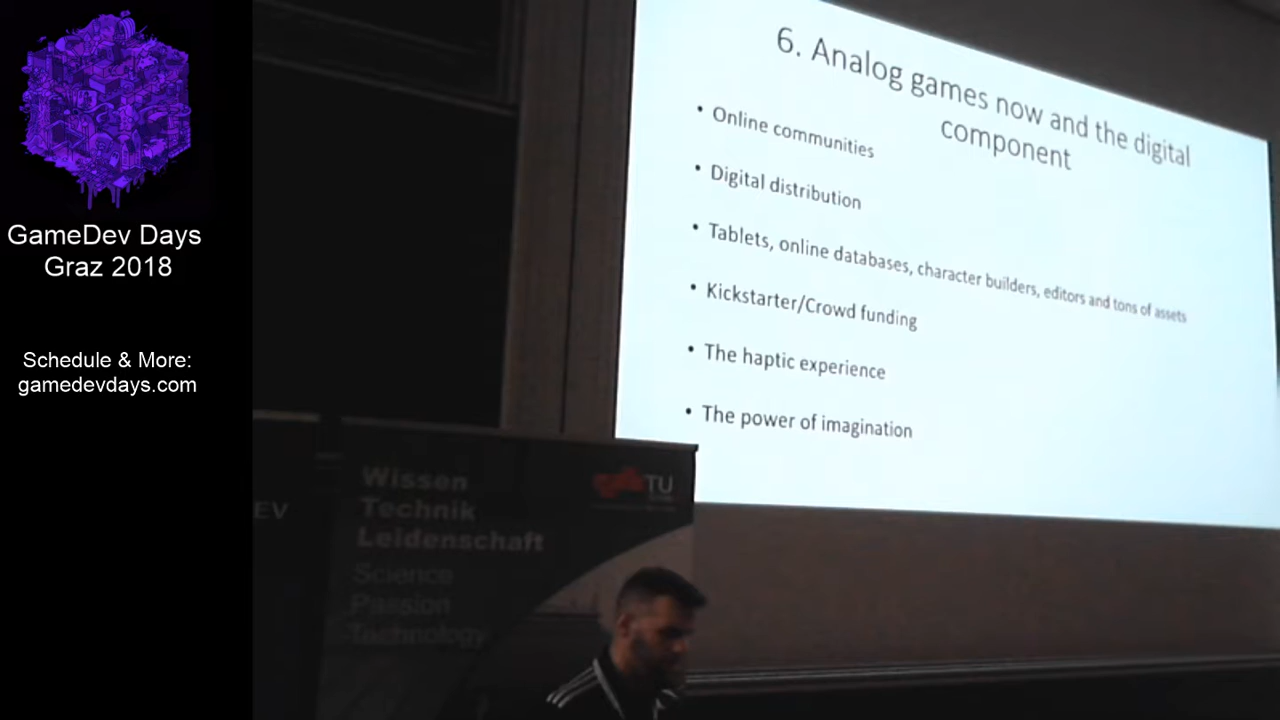 GameDev Days
Graz 2018
Schedule & More:
gamedevdays.com
6. Analog games now and the digital
component
• Online communities
• Digital distribution
• Tablets, online databases, character builders, editors and tons of assets
• Kickstarter/Crowd funding
• The haptic experience
• The power of imagination
EV
Wissen
Technik
Leidenschaft
TU
Science
Passion
Technology